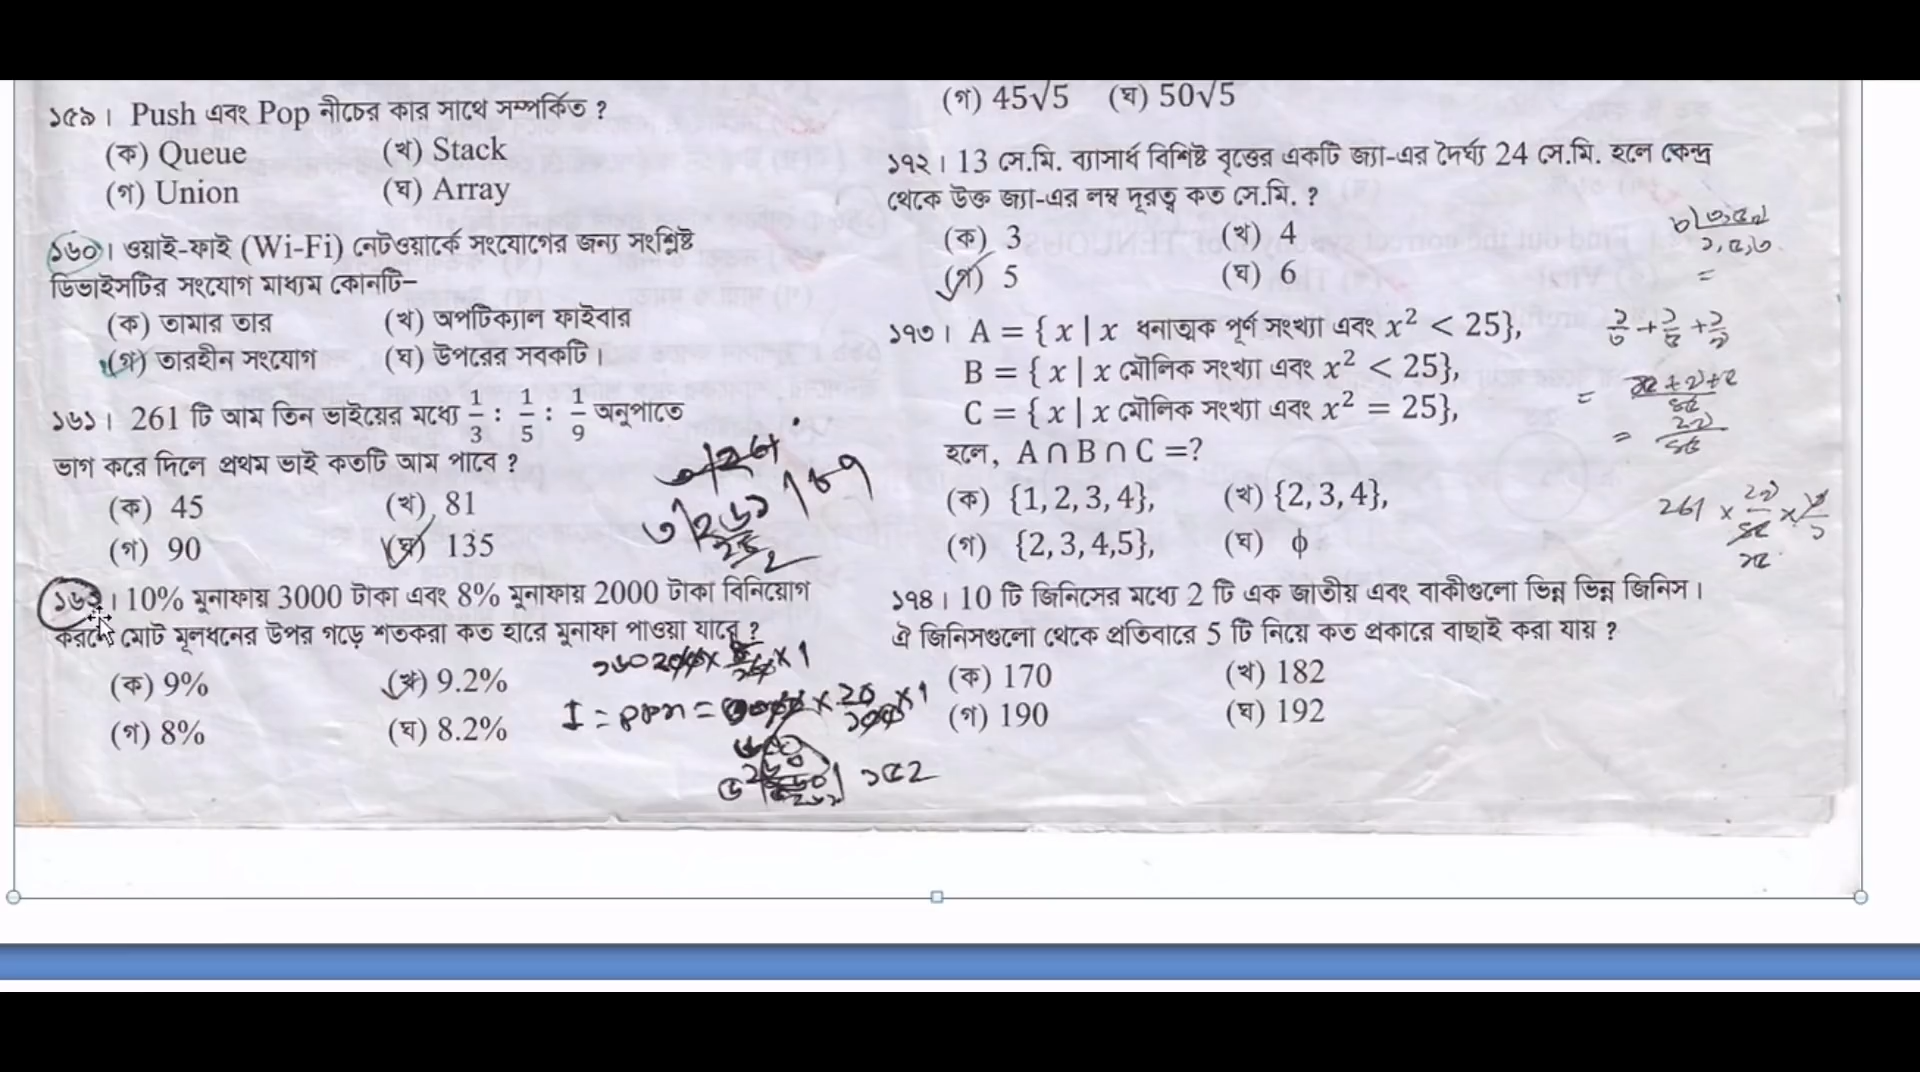 ১৫৯। Push এবং Pop নীচের কার সাথে সম্পর্কিত ?
(ক) Queue (খ) Stack
(গ) Union (ঘ) Array
১৬০। ওয়াই-ফাই (Wi-Fi) নেটওয়ার্কে সংযোগের জন্য সংশ্লিষ্ট
ডিভাইসটির সংযোগ মাধ্যম কোনটি–
(ক) তামার তার (খ) অপটিক্যাল ফাইবার
(গ) তারহীন সংযোগ (ঘ) উপরের সবকটি।
১৬১। 261 টি আম তিন ভাইয়ের মধ্যে 1/3 : 1/5 : 1/9 অনুপাতে
ভাগ করে দিলে প্রথম ভাই কতটি আম পাবে ?
(ক) 45 (খ) 81
(গ) 90 (ঘ) 135
10% মুনাফায় 3000 টাকা এবং 8% মুনাফায় 2000 টাকা বিনিয়োগ
করলে মোট মূলধনের উপর গড়ে শতকরা কত হারে মুনাফা পাওয়া যাবে ?
(ক) 9% (খ) 9.2%
(গ) 8% (ঘ) 8.2%
I = prn =
(গ) 45√5 (ঘ) 50√5
১৭২। 13 সে.মি. ব্যাসার্ধ বিশিষ্ট বৃত্তের একটি জ্যা-এর দৈর্ঘ্য 24 সে.মি. হলে কেন্দ্র
থেকে উক্ত জ্যা-এর লম্ব দূরত্ব কত সে.মি. ?
(ক) 3 (খ) 4
(গ) 5 (ঘ) 6
১৭৩। A = { x | x ধনাত্মক পূর্ণ সংখ্যা এবং x² < 25},
B = { x | x মৌলিক সংখ্যা এবং x² < 25},
C = { x | x মৌলিক সংখ্যা এবং x² = 25},
হলে, A ∩ B ∩ C =?
(ক) {1, 2, 3, 4}, (খ) {2, 3, 4},
(গ) {2, 3, 4,5}, (ঘ) ϕ
১৭৪। 10 টি জিনিসের মধ্যে 2 টি এক জাতীয় এবং বাকীগুলো ভিন্ন ভিন্ন জিনিস।
ঐ জিনিসগুলো থেকে প্রতিবারে 5 টি নিয়ে কত প্রকারে বাছাই করা যায় ?
(ক) 170 (খ) 182
(গ) 190 (ঘ) 192